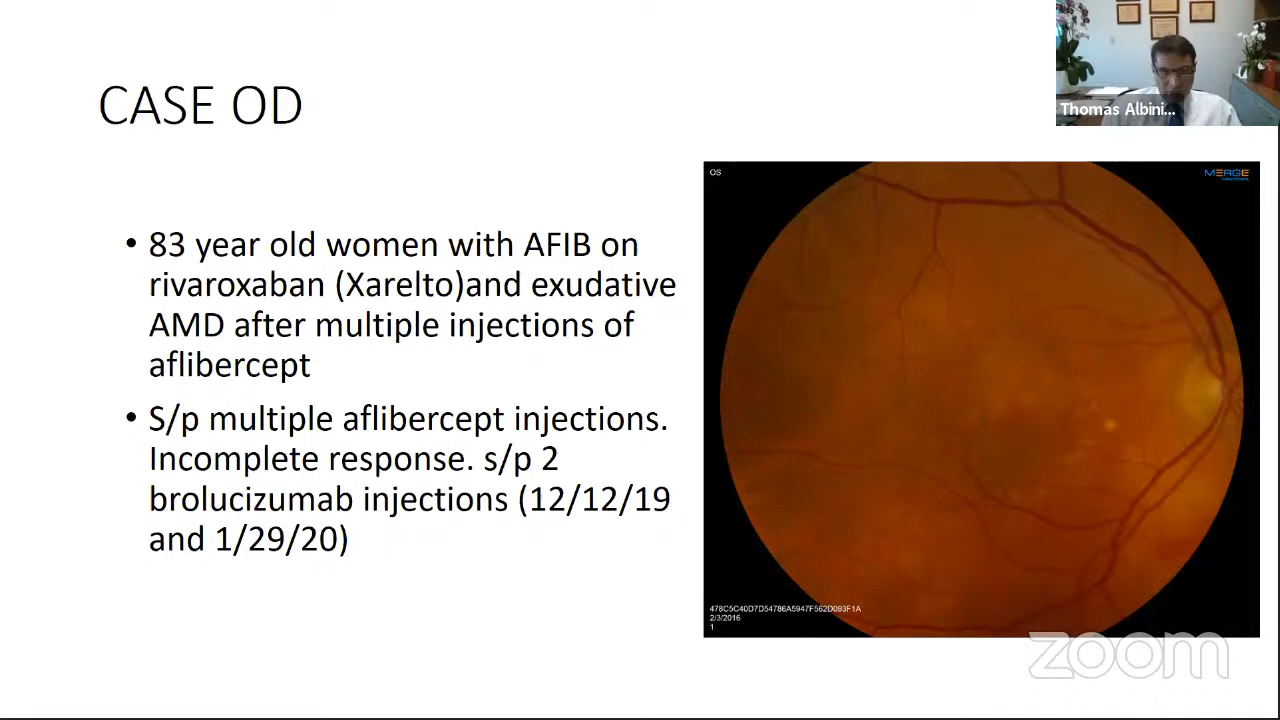 CASE OD
Thomas Albini...
• 83 year old women with AFIB on
rivaroxaban (Xarelto)and exudative
AMD after multiple injections of
aflibercept
• S/p multiple aflibercept injections.
Incomplete response. s/p 2
brolucizumab injections (12/12/19
and 1/29/20)
OS
MERGE
478C5C40D7D54786A5947F562D093F1A
2/3/2016
1
zoom